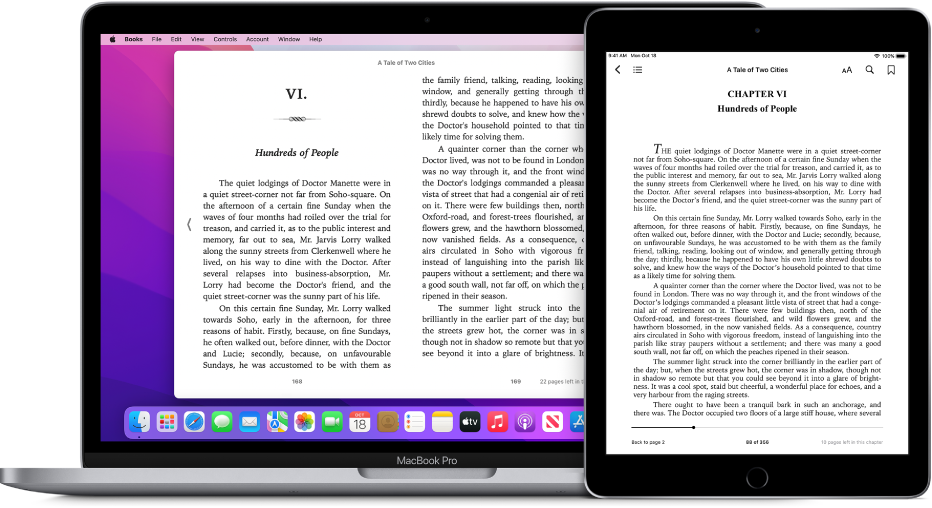 Books File Edit View Controls Account Window Help
A Tale of Two Cities
VI.
Hundreds of People
The quiet lodgings of Doctor Manette were in
a quiet street-corner not far from Soho-square. On
the afternoon of a certain fine Sunday when the
waves of four months had roiled over the trial for
treason, and carried it, as to the public interest and
memory, far out to sea, Mr. Jarvis Lorry walked
along the sunny streets from Clerkenwell where he
lived, on his way to dine with the Doctor. After
several relapses into business-absorption, Mr.
Lorry had become the Doctor's friend, and the
quiet street-corner was the sunny part of his life.
On this certain fine Sunday, Mr. Lorry walked
towards Soho, early in the afternoon, for three
reasons of habit. Firstly, because, on fine Sundays,
he often walked out, before dinner, with the Doctor
and Lucie; secondly, because, on unfavourable
Sundays, he was accustomed to be with them as
168
the family friend, talking, reading, looking
window, and generally getting through th
thirdly, because he happened to have his ow
shrewd doubts to solve, and knew how the
the Doctor's household pointed to that tim
likely time for solving them.
A quainter corner than the corner wh
Doctor lived, was not to be found in London
was no way through it, and the front wind
the Doctor's lodgings commanded a pleasan
vista of street that had a congenial air of reti
on it. There were few buildings then, north
Oxford-road, and forest-trees flourished, an
flowers grew, and the hawthorn blossomed,
now vanished fields. As a consequence, c
airs circulated in Soho with vigorous fr
instead of languishing into the parish lik
paupers without a settlement; and there wa
a good south wall, not far off, on which the p
ripened in their season.
The summer light struck into the
brilliantly in the earlier part of the day; but
the streets grew hot, the corner was in s
though not in shadow so remote but that you
see beyond it into a glare of brightness. It
169
22 pages left in t
OCT
18
tv
MacBook Pro
9:41 AM Mon Oct 18
100%
A Tale of Two Cities
AA
CHAPTER VI
Hundreds of People
THE quiet lodgings of Doctor Manette were in a quiet street-corner
not far from Soho-square. On the afternoon of a certain fine Sunday when the
waves of four months had rolled over the trial for treason, and carried it, as to
the public interest and memory, far out to sea, Mr. Jarvis Lorry walked along
the sunny streets from Clerkenwell where he lived, on his way to dine with
the Doctor. After several relapses into business-absorption, Mr. Lorry had
become the Doctor's friend, and the quiet street-corner was the sunny part of
his life.
On this certain fine Sunday, Mr. Lorry walked towards Soho, early in the
afternoon, for three reasons of habit. Firstly, because, on fine Sundays, he
often walked out, before dinner, with the Doctor and Lucie; secondly, because,
on unfavourable Sundays, he was accustomed to be with them as the family
friend, talking, reading, looking out of window, and generally getting through
the day; thirdly, because he happened to have his own little shrewd doubts to
solve, and knew how the ways of the Doctor's household pointed to that time
as a likely time for solving them.
A quainter corner than the corner where the Doctor lived, was not to be
found in London. There was no way through it, and the front windows of the
Doctor's lodgings commanded a pleasant little vista of street that had a conge-
nial air of retirement on it. There were few buildings then, north of the
Oxford-road, and forest-trees flourished, and wild flowers grew, and the
hawthorn blossomed, in the now vanished fields. As a consequence, country
airs circulated in Soho with vigorous freedom, instead of languishing into the
parish like stray paupers without a settlement; and there was many a good
south wall, not far off, on which the peaches ripened in their season.
The summer light struck into the corner brilliantly in the earlier part of
the day; but, when the streets grew hot, the corner was in shadow, though not
in shadow so remote but that you could see beyond it into a glare of bright-
ness. It was a cool spot, staid but cheerful, a wonderful place for echoes, and a
very harbour from the raging streets.
There ought to have been a tranquil bark in such an anchorage, and
there was. The Doctor occupied two floors of a large stiff house, where several
Back to page 2
88 of 358
10 pages left in this chapter